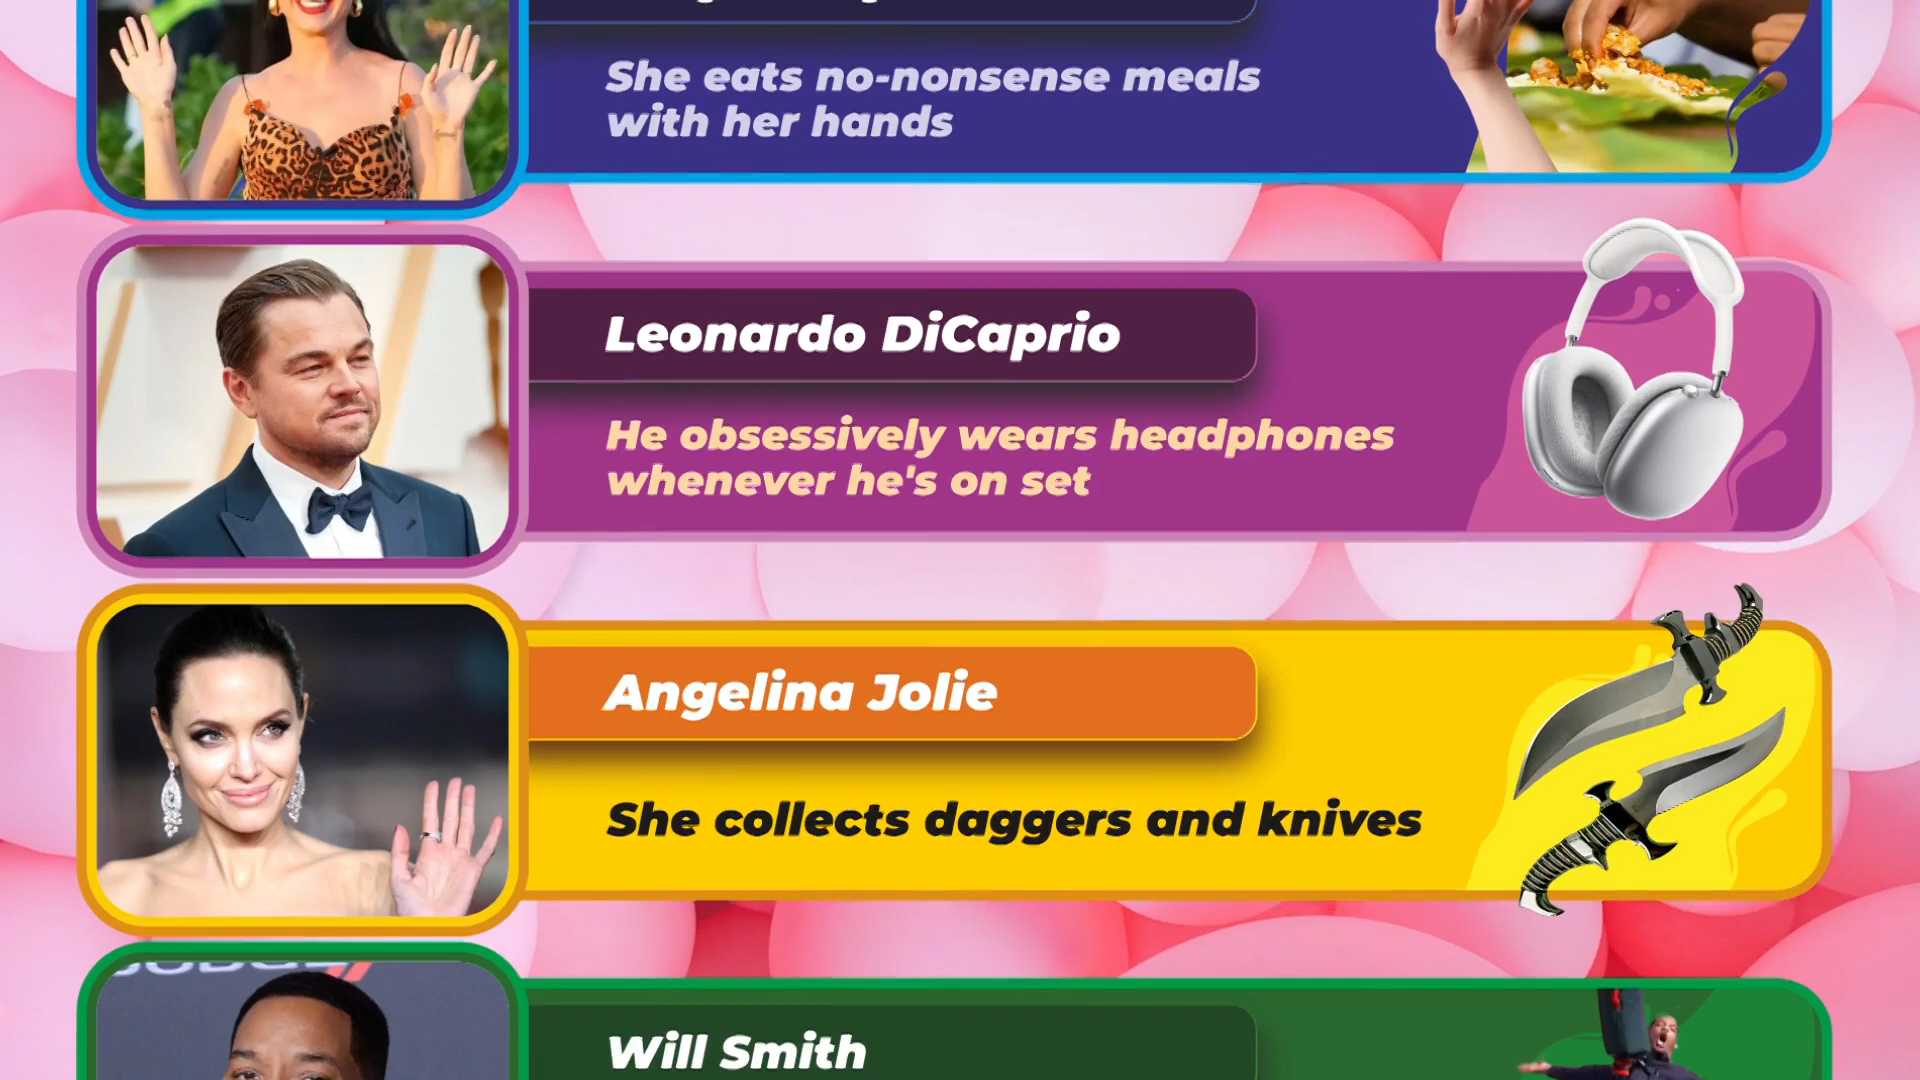 She eats no-nonsense meals
with her hands
Leonardo DiCaprio
He obsessively wears headphones
whenever he's on set
Angelina Jolie
She collects daggers and knives
Will Smith